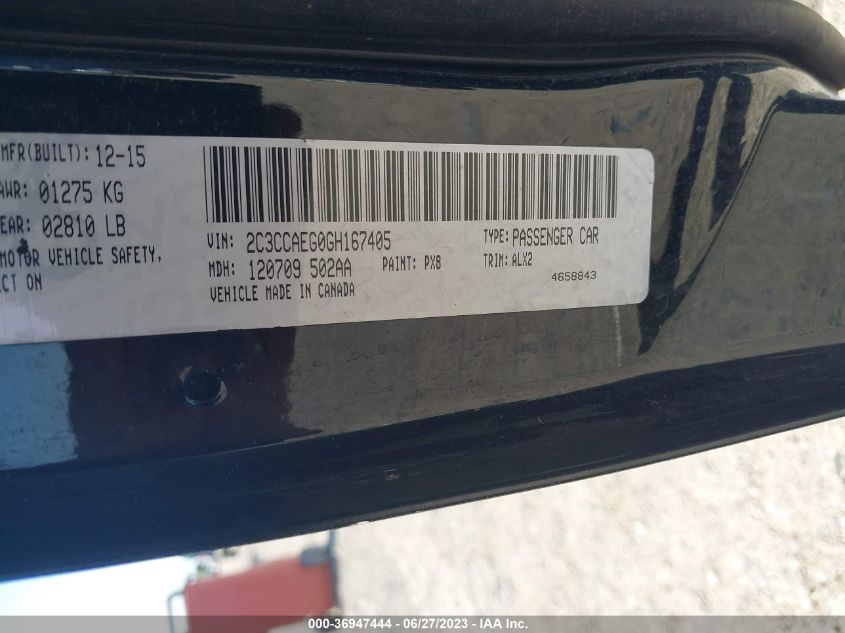 MFR(BUILT): 12-15
AWR: 01275 KG
EAR: 02810 LB
MOTOR VEHICLE SAFETY,
CT ON
VIN: 2C3CCAEG0GH167405 TYPE: PASSENGER CAR
MDH: 120709 502AA PAINT: PX8 TRIM: ALX2
VEHICLE MADE IN CANADA 4658843
000-36947444 - 06/27/2023 - IAA Inc.